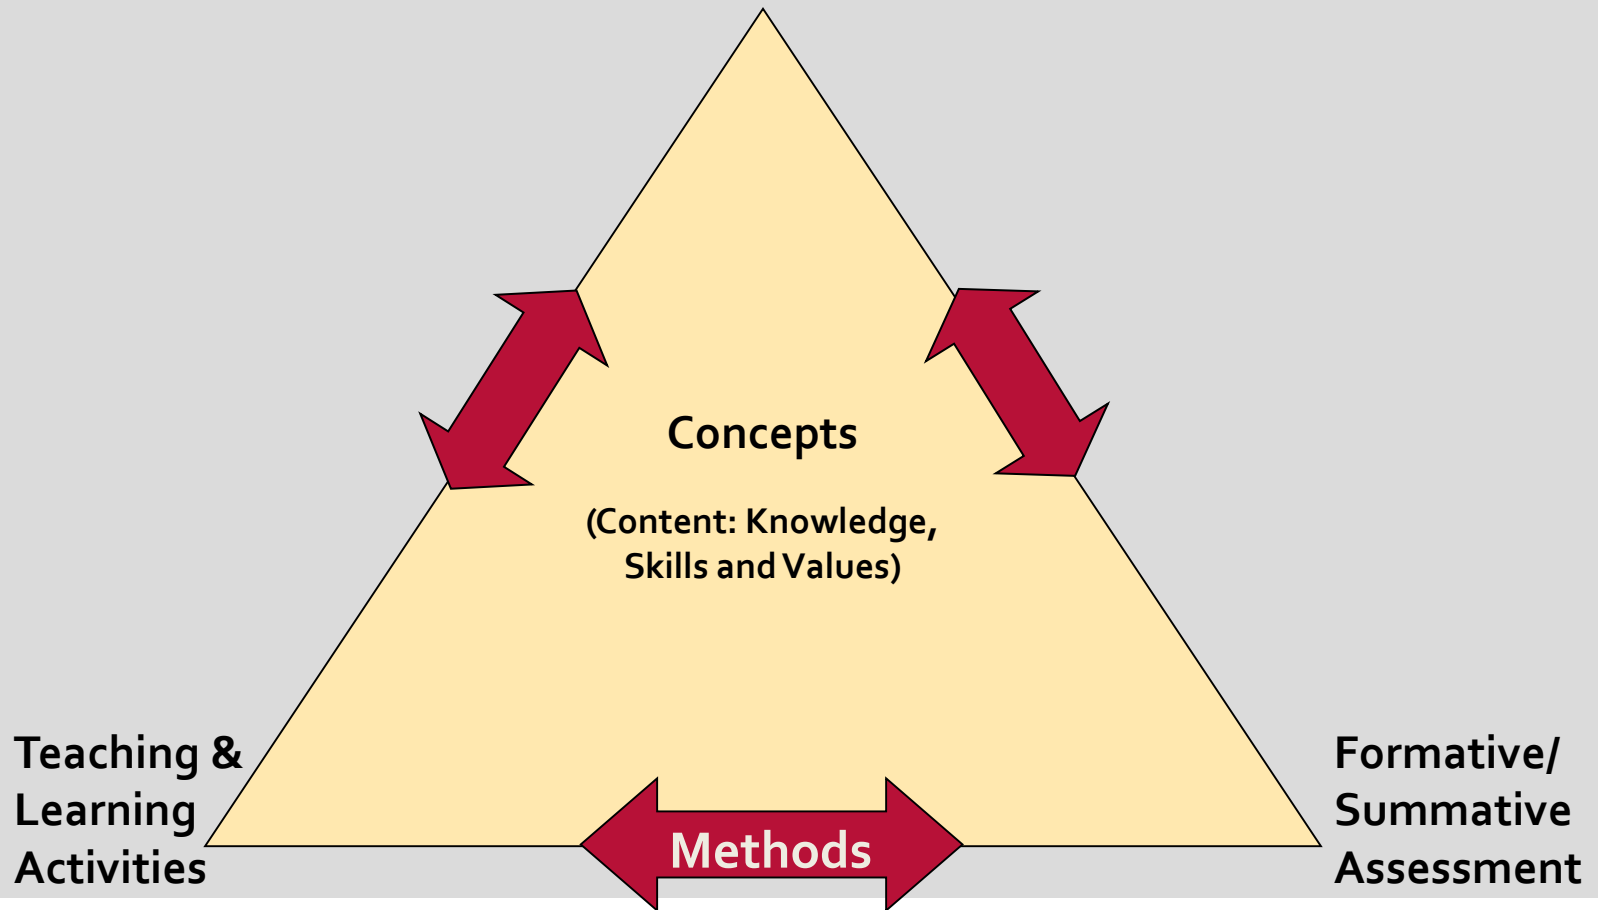 Concepts
(Content: Knowledge,
Skills and Values)
Teaching &
Learning
Activities
Methods
Formative/
Summative
Assessment